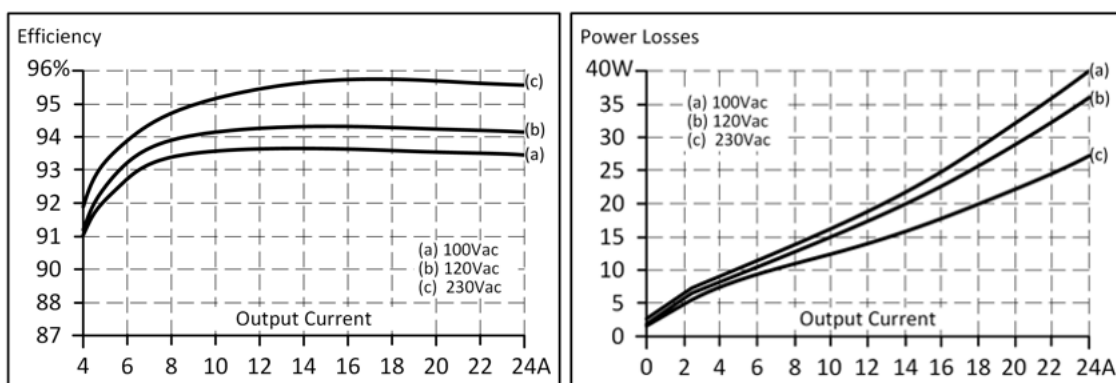 Efficiency
96%
95
94
93
92
91
90
88
87
(c)
(b)
(a)
(a) 100Vac
(b) 120Vac
(c) 230Vac
Output Current
4 6 8 10 12 14 16 18 20 22 24A
Power Losses
40W
35
30
25
20
15
10
5
0
(a) 100Vac
(b) 120Vac
(c) 230Vac
(a)
(b)
(c)
Output Current
0 2 4 6 8 10 12 14 16 18 20 22 24A